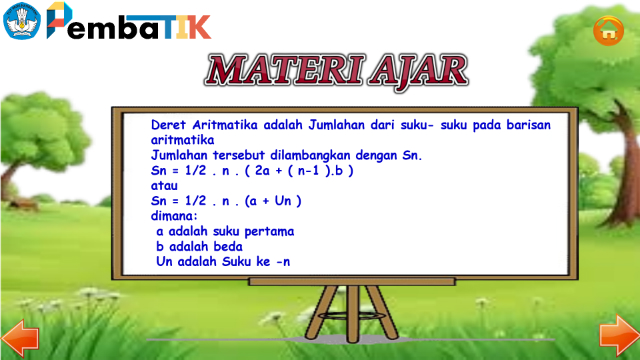 PembaTIK
MATERI AJAR
Deret Aritmatika adalah Jumlahan dari suku- suku pada barisan
aritmatika
Jumlahan tersebut dilambangkan dengan Sn.
Sn = 1/2 . n . ( 2a + ( n-1 ).b )
atau
Sn = 1/2 . n . (a + Un )
dimana:
a adalah suku pertama
b adalah beda
Un adalah Suku ke -n